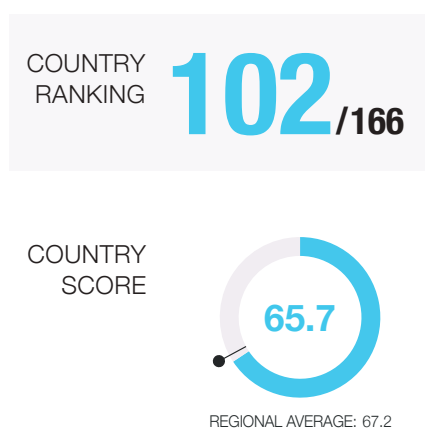 COUNTRY
RANKING
102/166
COUNTRY
SCORE
65.7
REGIONAL AVERAGE: 67.2